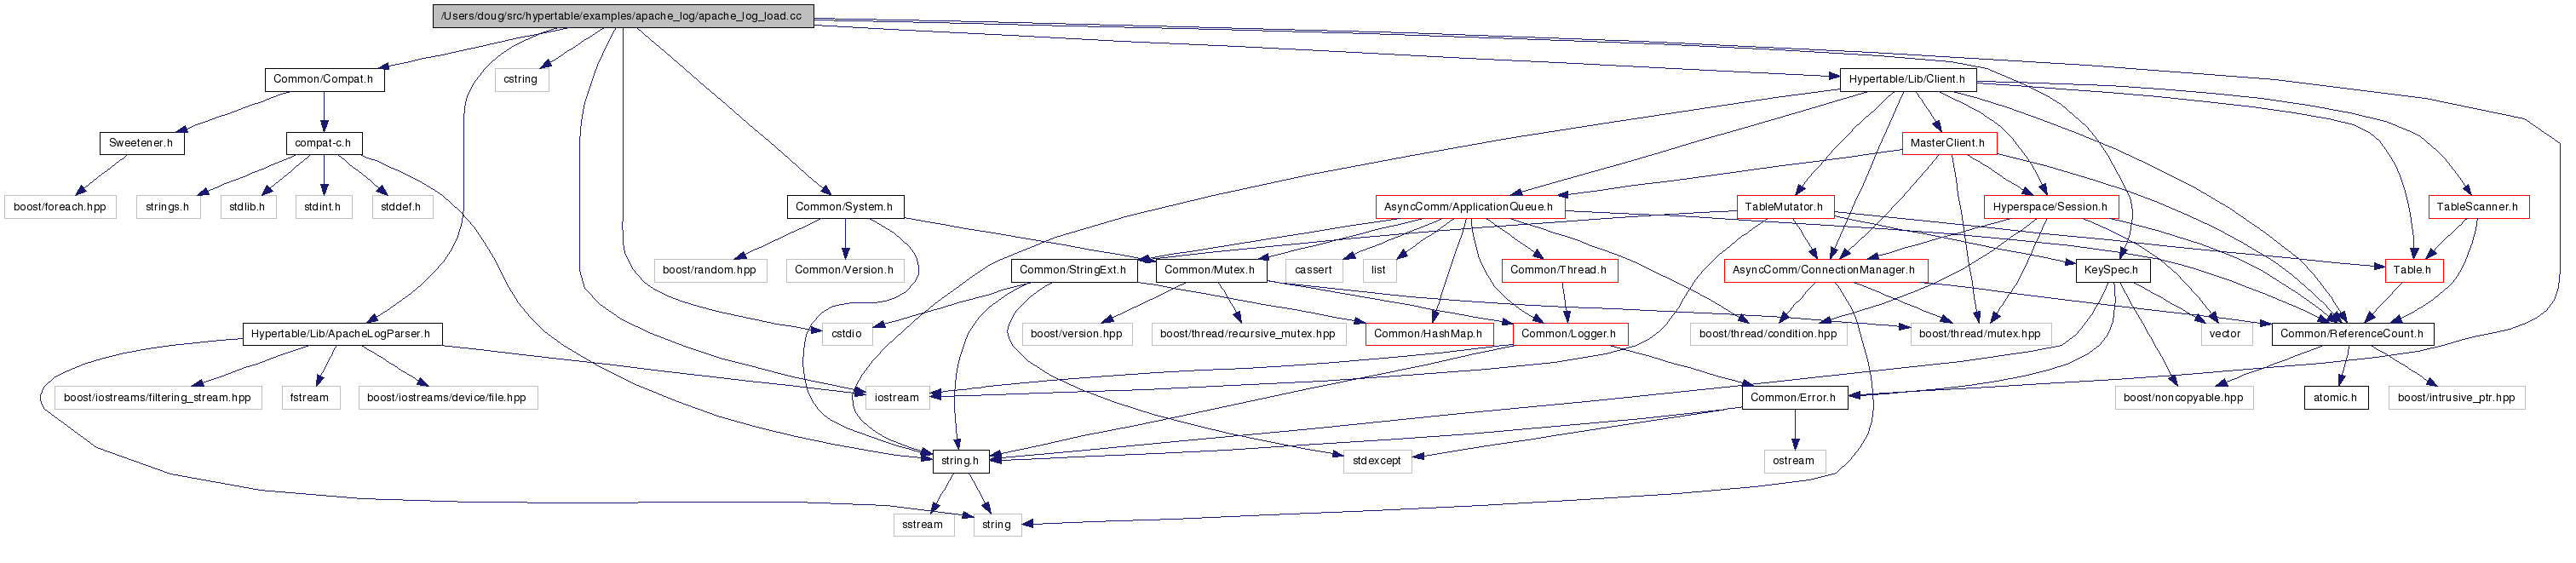 /Users/doug/src/hypertable/examples/apache_log/apache_log_load.cc
Common/Compat.h
cstring
Hypertable/Lib/Client.h
Sweetener.h
compat-c.h
MasterClient.h
boost/foreach.hpp
strings.h
stdlib.h
stdint.h
stddef.h
Common/System.h
AsyncComm/ApplicationQueue.h
TableMutator.h
Hyperspace/Session.h
TableScanner.h
boost/random.hpp
Common/Version.h
Common/StringExt.h
Common/Mutex.h
cassert
list
Common/Thread.h
AsyncComm/ConnectionManager.h
KeySpec.h
Table.h
Hypertable/Lib/ApacheLogParser.h
cstdio
boost/version.hpp
boost/thread/recursive_mutex.hpp
Common/HashMap.h
Common/Logger.h
boost/thread/condition.hpp
boost/thread/mutex.hpp
vector
Common/ReferenceCount.h
boost/iostreams/filtering_stream.hpp
fstream
boost/iostreams/device/file.hpp
iostream
Common/Error.h
boost/noncopyable.hpp
atomic.h
boost/intrusive_ptr.hpp
string.h
stdexcept
ostream
sstream
string